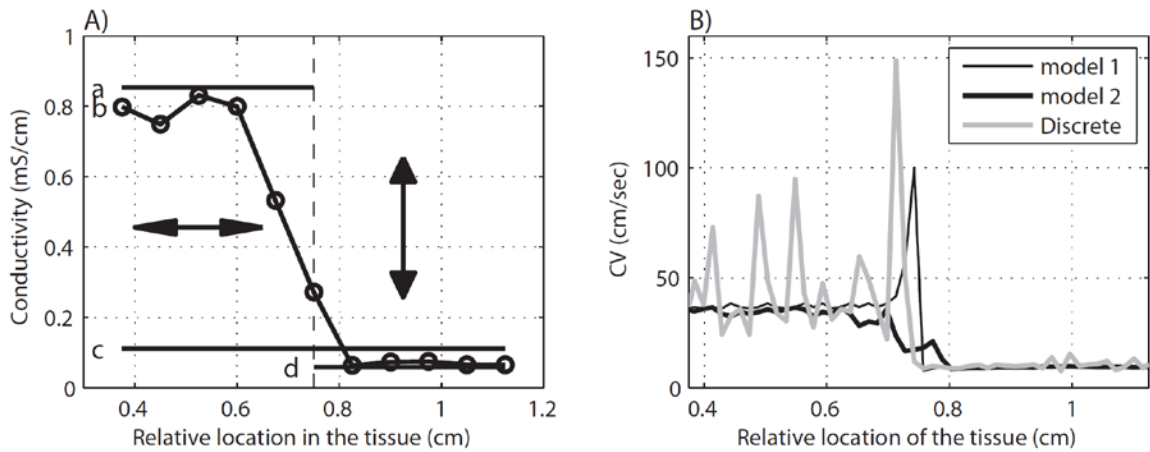 A)
1
0.8
0.6
0.4
0.2
0
Conductivity (mS/cm)
a
b
c
d
0.4
0.6
0.8
1
1.2
Relative location in the tissue (cm)
B)
150
100
50
0
CV (cm/sec)
model 1
model 2
Discrete
0.4
0.6
0.8
1
Relative location of the tissue (cm)